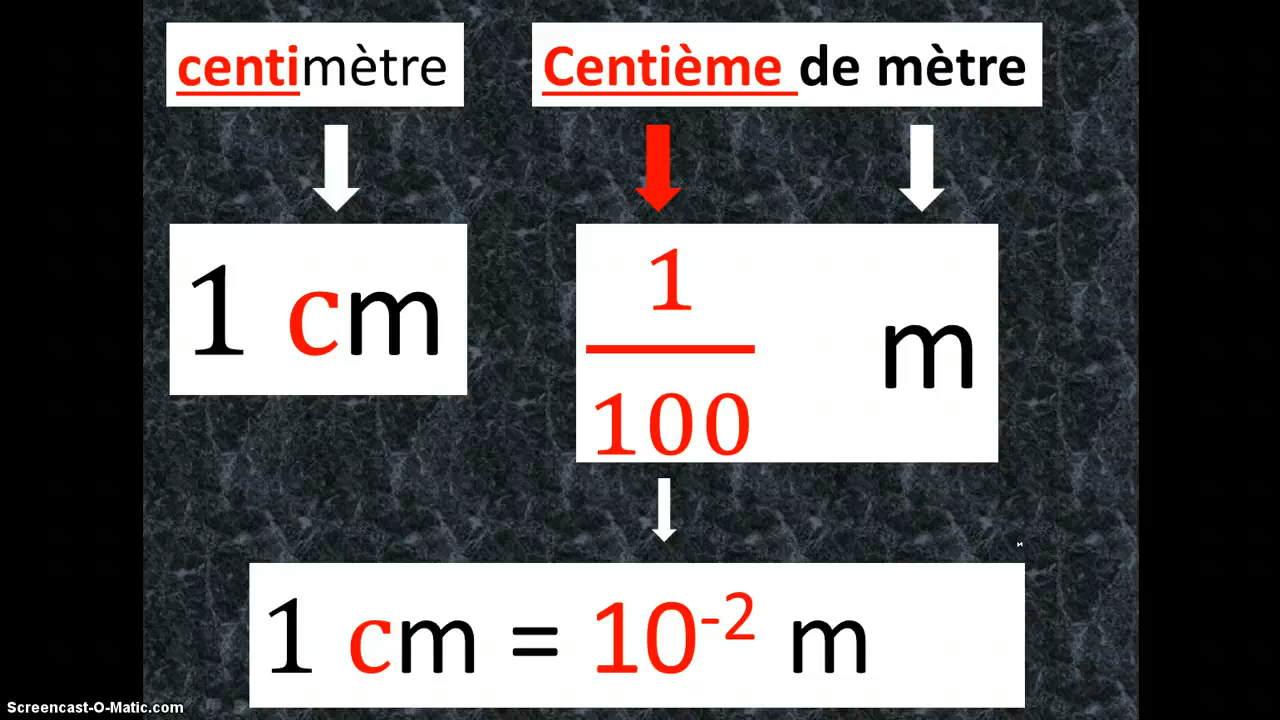 centimètre
Centième de mètre
1 cm
1
100
m
1 cm = 10⁻² m
Screencast-O-Matic.com